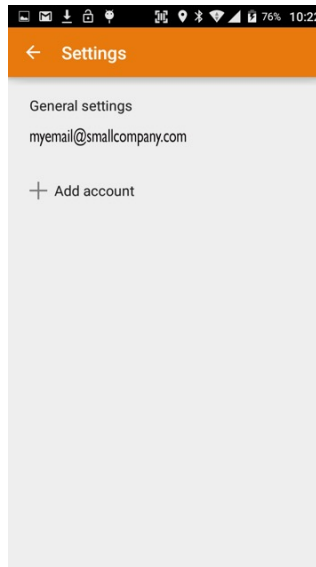 76% 10:22
Settings
General settings
myemail@smallcompany.com
Add account